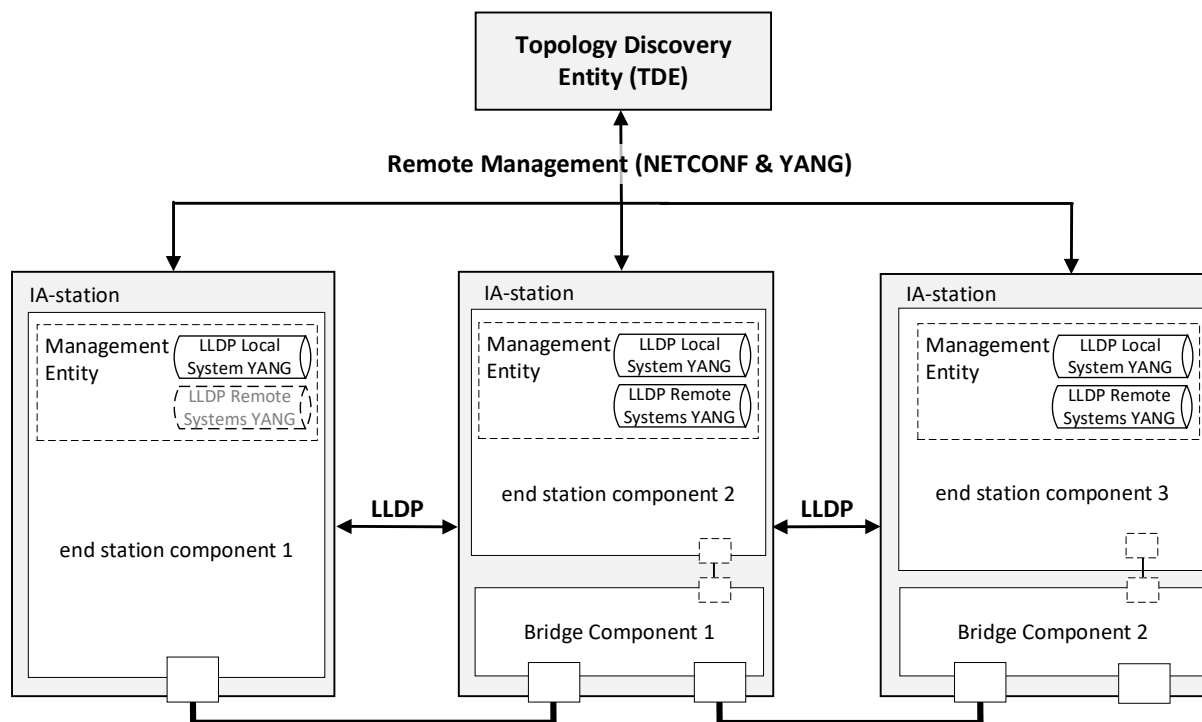 Topology Discovery
Entity (TDE)
Remote Management (NETCONF & YANG)
IA-station
Management
Entity
LLDP Local
System YANG
LLDP Remote
Systems YANG
end station component 1
LLDP
IA-station
Management
Entity
LLDP Local
System YANG
LLDP Remote
Systems YANG
end station component 2
Bridge Component 1
LLDP
IA-station
Management
Entity
LLDP Local
System YANG
LLDP Remote
Systems YANG
end station component 3
Bridge Component 2